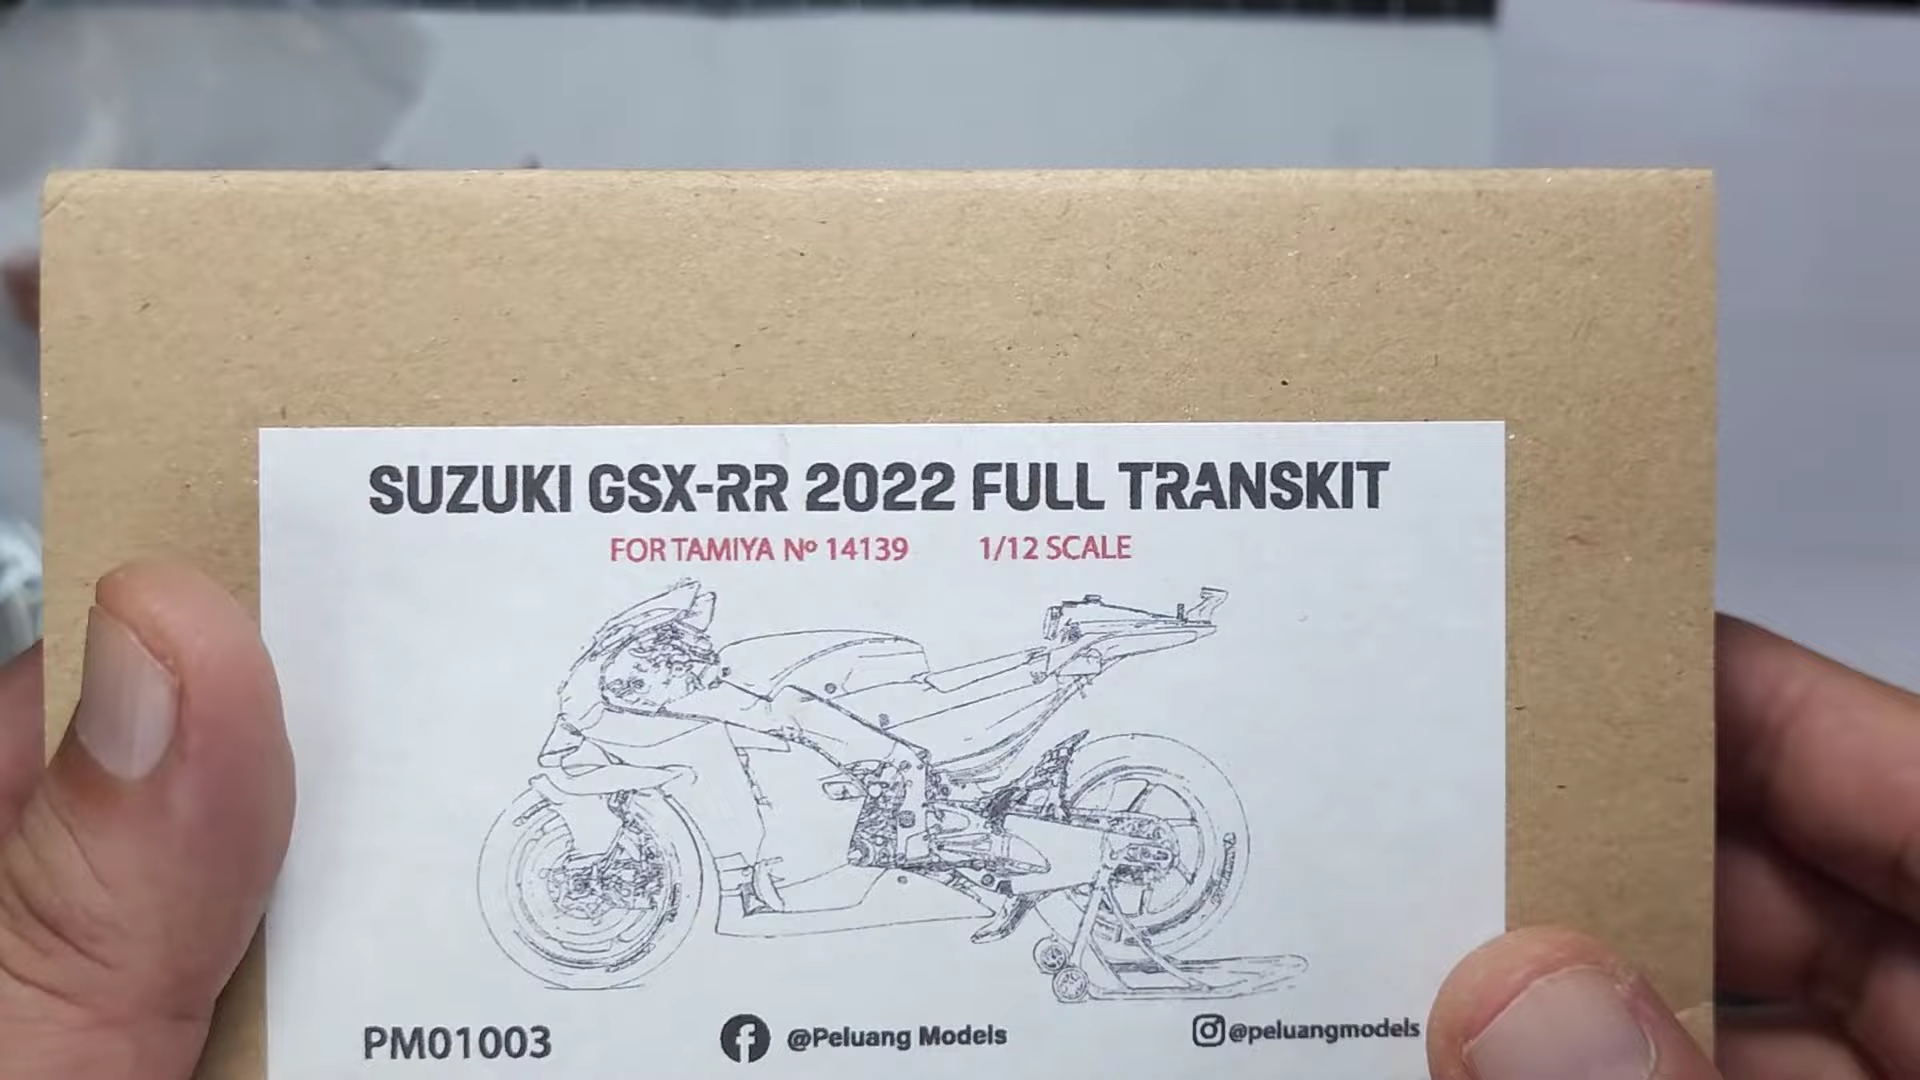 SUZUKI GSX-RR 2022 FULL TRANSKIT
FOR TAMIYA Nº 14139 1/12 SCALE
PM01003 @Peluang Models @peluangmodels